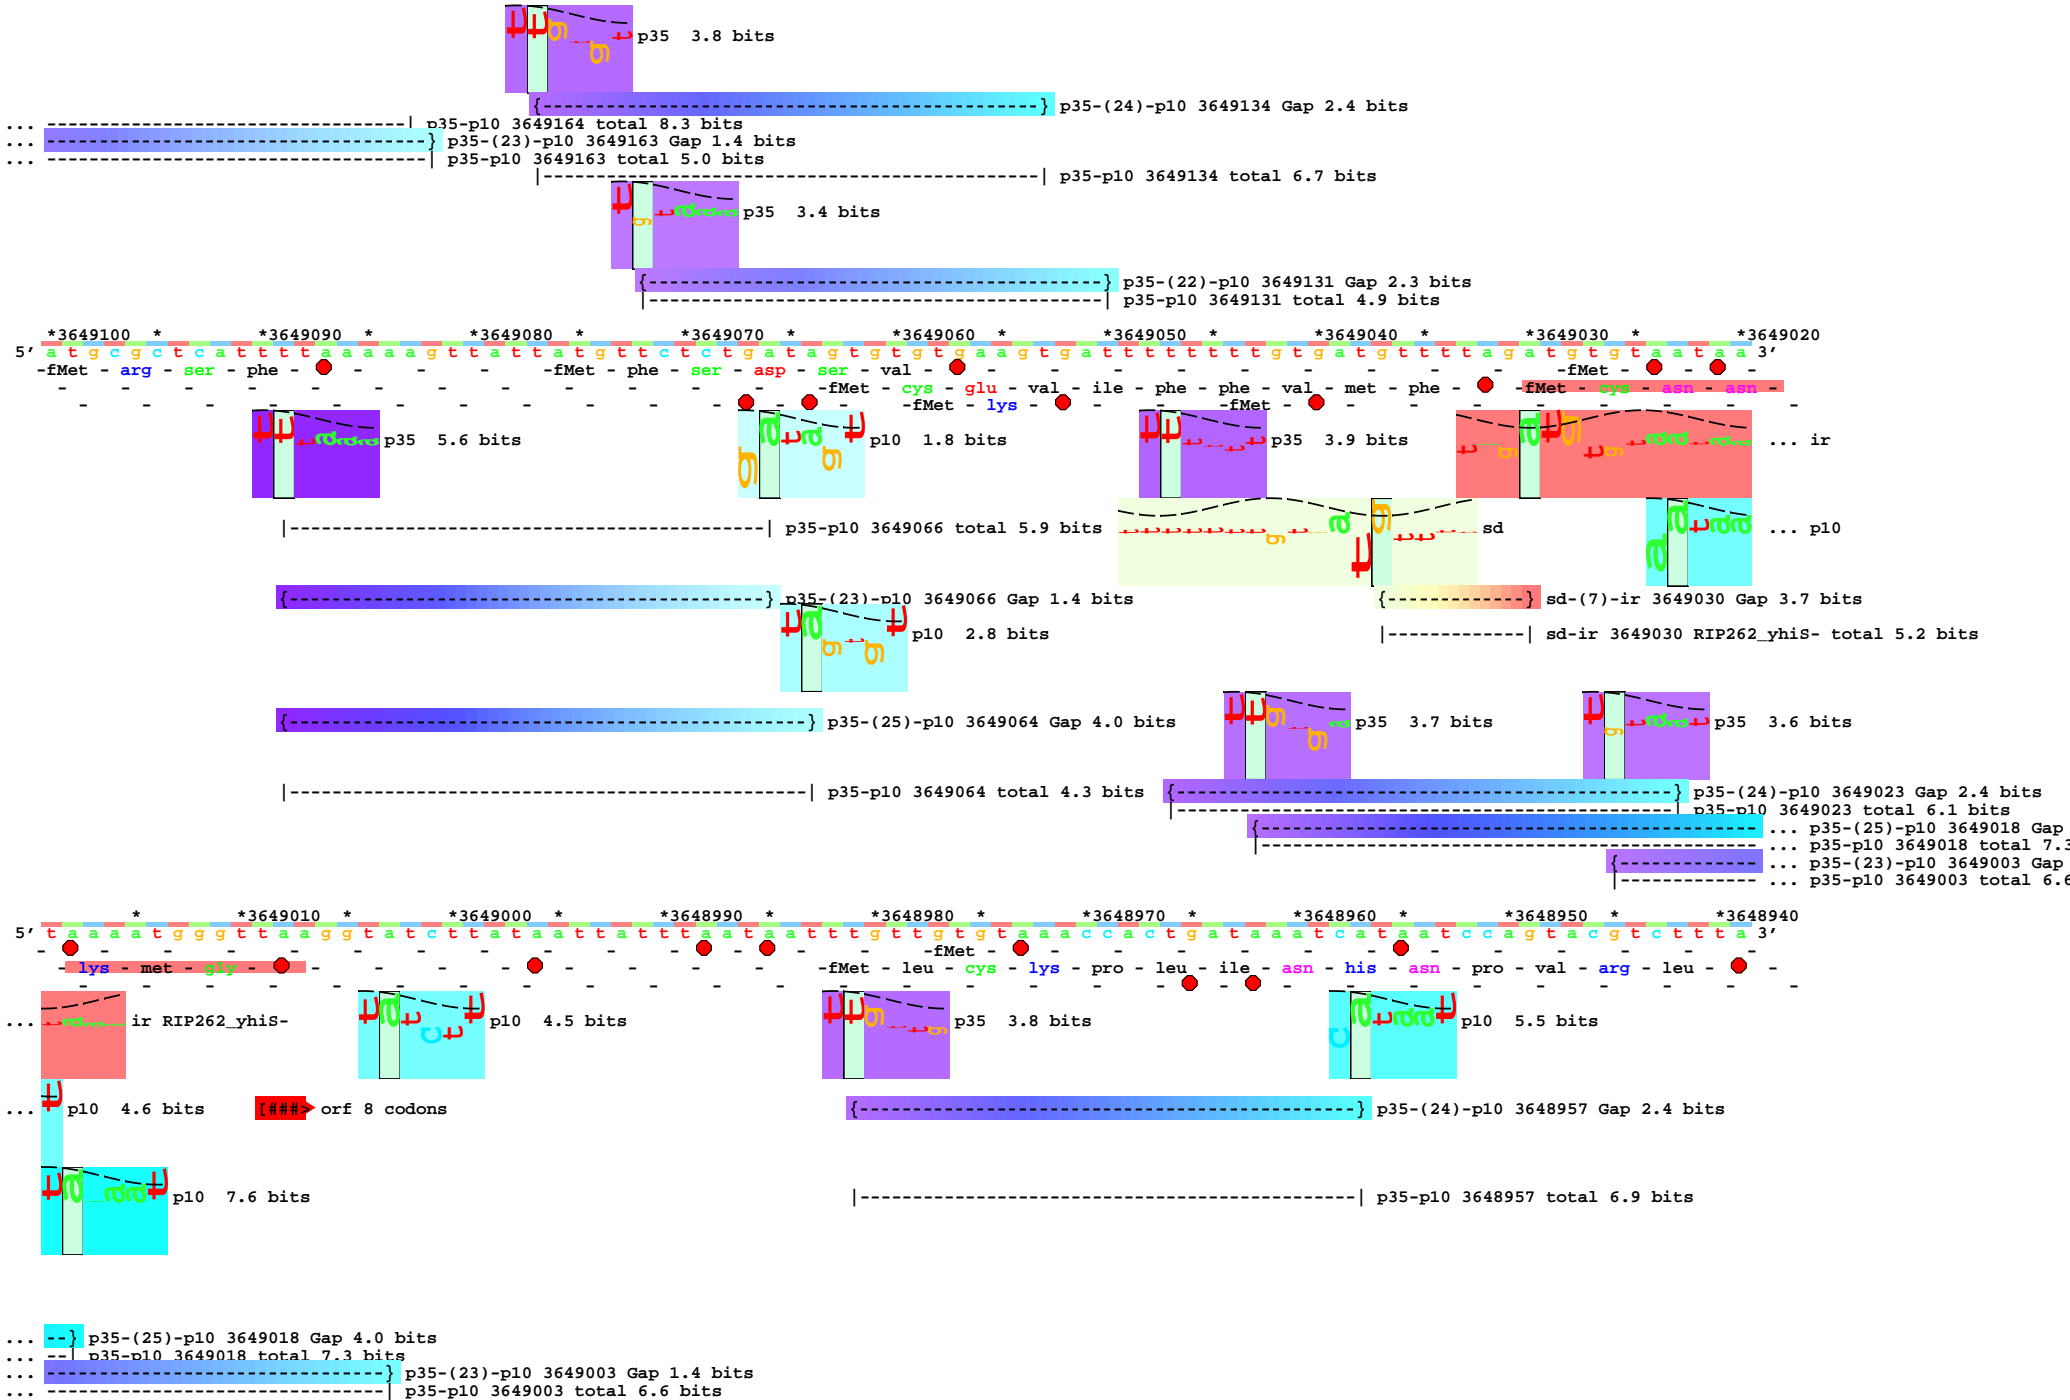 p35 3.8 bits
{------------------------------------------------} p35-(24)-p10 3649134 Gap 2.4 bits
... ----------------------------------| p35-p10 3649164 total 8.3 bits
... ------------------------------------} p35-(23)-p10 3649163 Gap 1.4 bits
... ------------------------------------| p35-p10 3649163 total 5.0 bits
|-----------------------------------------------| p35-p10 3649134 total 6.7 bits
p35 3.4 bits
{-------------------------------------------} p35-(22)-p10 3649131 Gap 2.3 bits
|-------------------------------------------| p35-p10 3649131 total 4.9 bits
*3649100 * *3649090 * *3649080 * *3649070 * *3649060 * *3649050 * *3649040 * *3649030 * *3649020
5' a t g c g c t c a t t t t a a a a a g t t a t t a t g t t c t c t g a t a g t g t g t g a a g t g a t t t t t t t t g t g a t g t t t t a g a t g t g t a a t a a 3'
-fMet - arg - ser - phe - - - - -fMet - phe - ser - asp - ser - val - - - - - - - - - -fMet - - -
- - - - - - - - - - - - -fMet - cys - glu - val - ile - phe - phe - val - met - phe - -fMet - cys - asn - asn -
- - - - - - - - - - - - -fMet - lys - - - -fMet - - - - - - - -
p35 5.6 bits p10 1.8 bits p35 3.9 bits ... ir
|---------------------------------------------| p35-p10 3649066 total 5.9 bits sd ... p10
{---------------------------------------------} p35-(23)-p10 3649066 Gap 1.4 bits {-------------} sd-(7)-ir 3649030 Gap 3.7 bits
p10 2.8 bits |-------------| sd-ir 3649030 RIP262_yhiS- total 5.2 bits
{-------------------------------------------------} p35-(25)-p10 3649064 Gap 4.0 bits p35 3.7 bits p35 3.6 bits
|-------------------------------------------------| p35-p10 3649064 total 4.3 bits {-----------------------------------------------} p35-(24)-p10 3649023 Gap 2.4 bits
|-----------------------------------------------| p35-p10 3649023 total 6.1 bits
{----------------------------------------------- ... p35-(25)-p10 3649018 Gap
|----------------------------------------------- ... p35-p10 3649018 total 7.3
{------------- ... p35-(23)-p10 3649003 Gap
|------------- ... p35-p10 3649003 total 6.6
* *3649010 * *3649000 * *3648990 * *3648980 * *3648970 * *3648960 * *3648950 * *3648940
5' t a a a a t g g g t t a a g g t a t c t t a t a a t t a t t t a a t a a t t t g t t g t g t a a a c c a c t g a t a a a t c a t a a t c c a g t a c g t c t t t a 3'
- - - - - - - - - - - - - -fMet - - - - - - - - - - - -
- lys - met - gly - - - - - - - - - -fMet - leu - cys - lys - pro - leu - ile - asn - his - asn - pro - val - arg - leu - -
- - - - - - - - - - - - - - - - - - - - - - - - - -
... ir RIP262_yhiS- p10 4.5 bits p35 3.8 bits p10 5.5 bits
... p10 4.6 bits [###> orf 8 codons {-----------------------------------------------} p35-(24)-p10 3648957 Gap 2.4 bits
p10 7.6 bits |-----------------------------------------------| p35-p10 3648957 total 6.9 bits
... --} p35-(25)-p10 3649018 Gap 4.0 bits
... --| p35-p10 3649018 total 7.3 bits
... --------------------------------} p35-(23)-p10 3649003 Gap 1.4 bits
... --------------------------------| p35-p10 3649003 total 6.6 bits